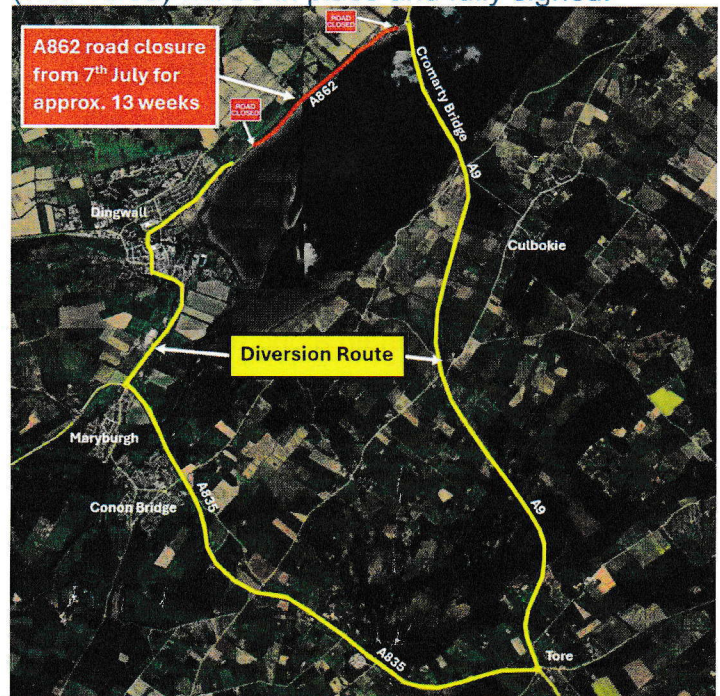 ROAD
CLOSED
A862 road closure
from 7th July for
approx. 13 weeks
A862
ROAD
CLOSED
Cromarty Bridge
A9
Dingwall
Culbokie
Diversion Route
Maryburgh
A835
Conon Bridge
A9
Tore
A835